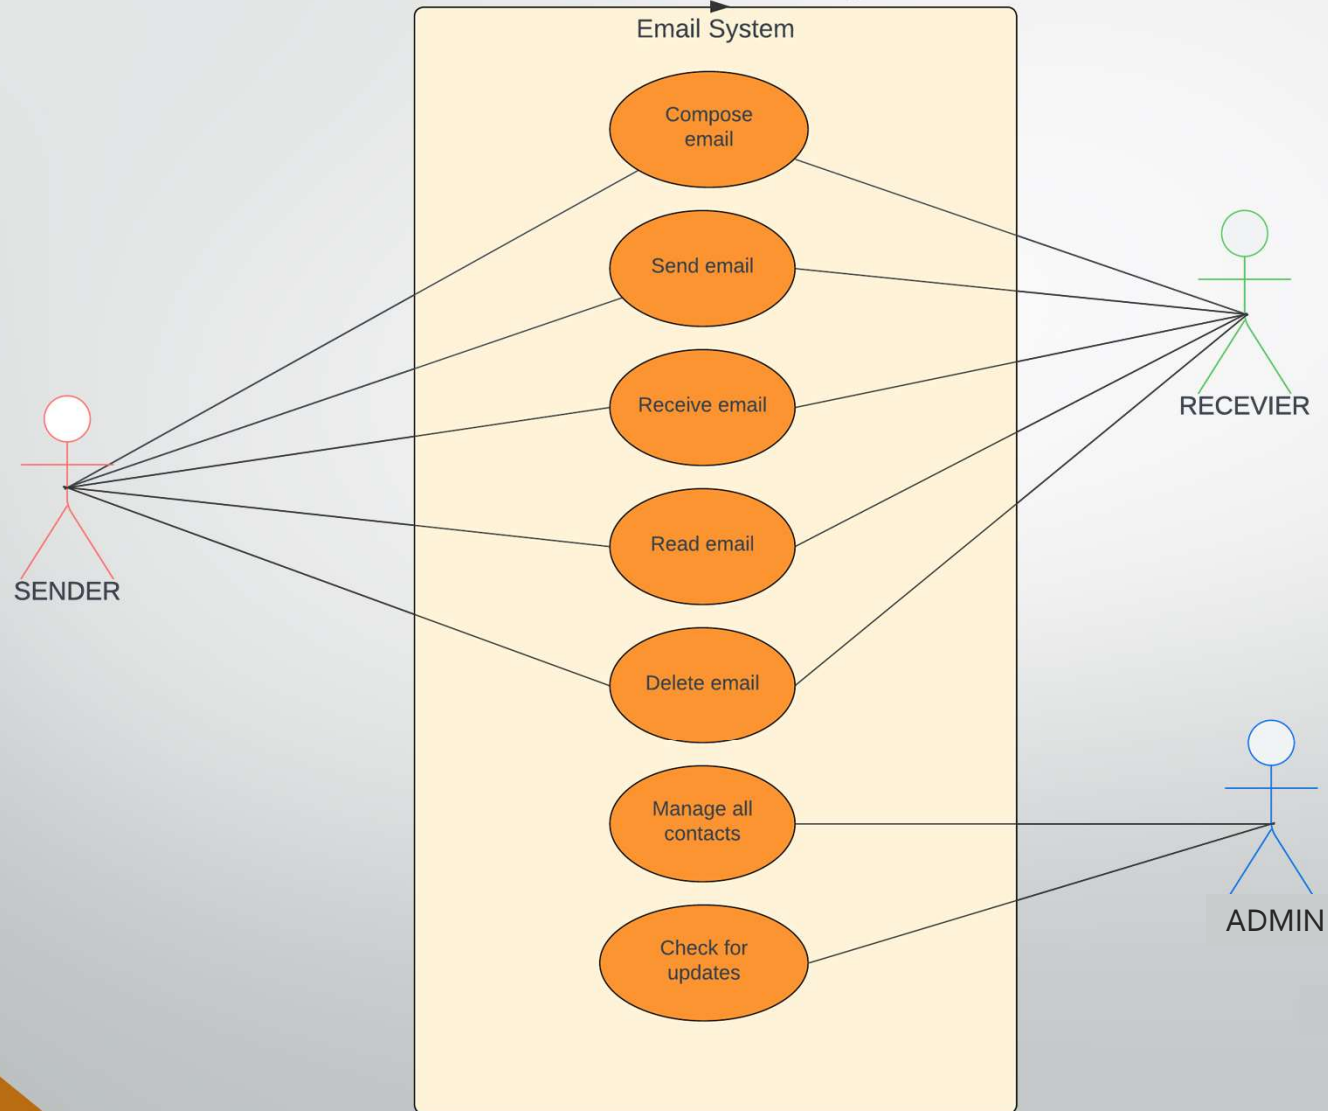 Email System
Compose
email
Send email
Receive email
RECEVIER
Read email
SENDER
Delete email
Manage all
contacts
ADMIN
Check for
updates